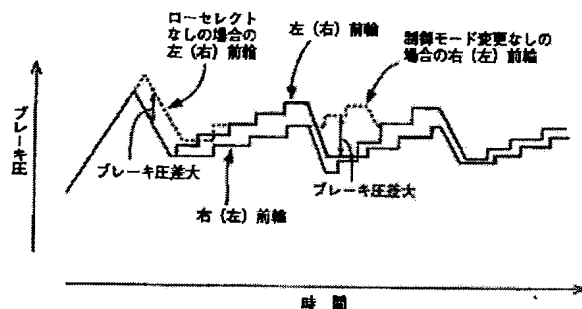 ローセレクト
なしの場合の
左（右）前輪
左（右）前輪
制御モード変更なしの
場合の右（左）前輪
ブレーキ圧
ブレーキ圧差大
ブレーキ圧差大
右（左）前輪
時 間